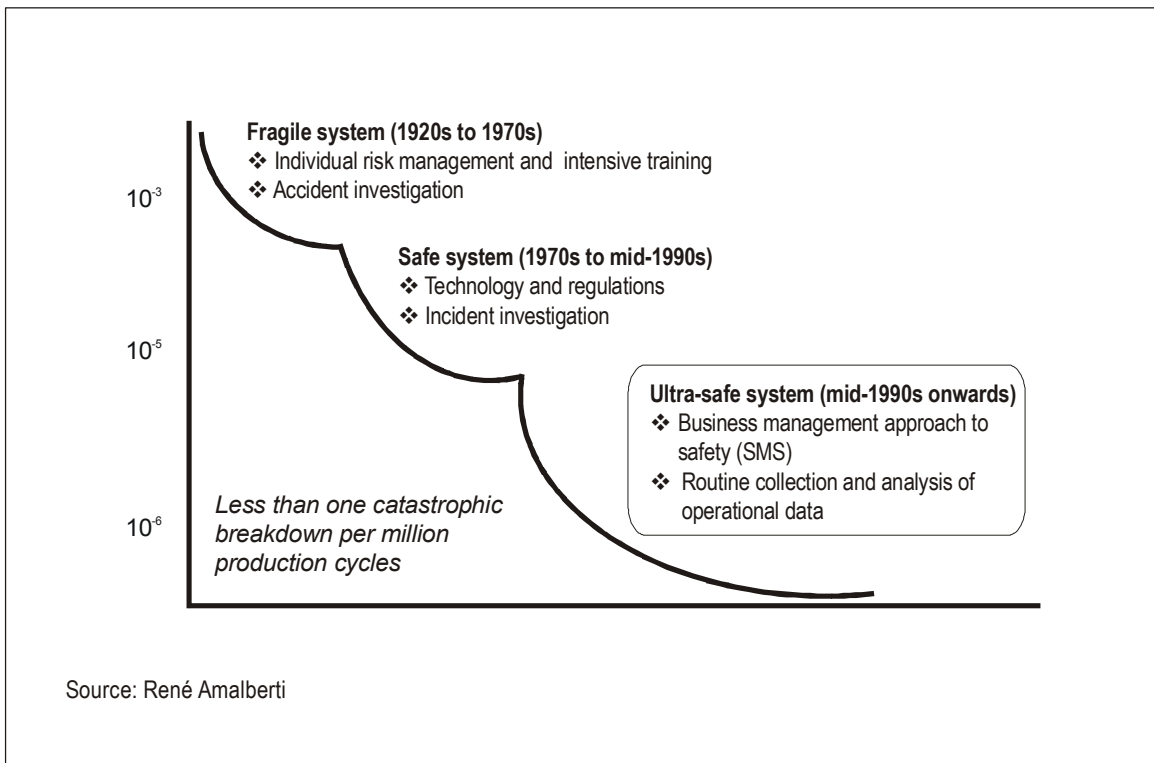 Fragile system (1920s to 1970s)
❖ Individual risk management and intensive training
❖ Accident investigation
10⁻³
Safe system (1970s to mid-1990s)
❖ Technology and regulations
❖ Incident investigation
10⁻⁵
Ultra-safe system (mid-1990s onwards)
❖ Business management approach to
safety (SMS)
❖ Routine collection and analysis of
operational data
10⁻⁶
Less than one catastrophic
breakdown per million
production cycles
Source: René Amalberti